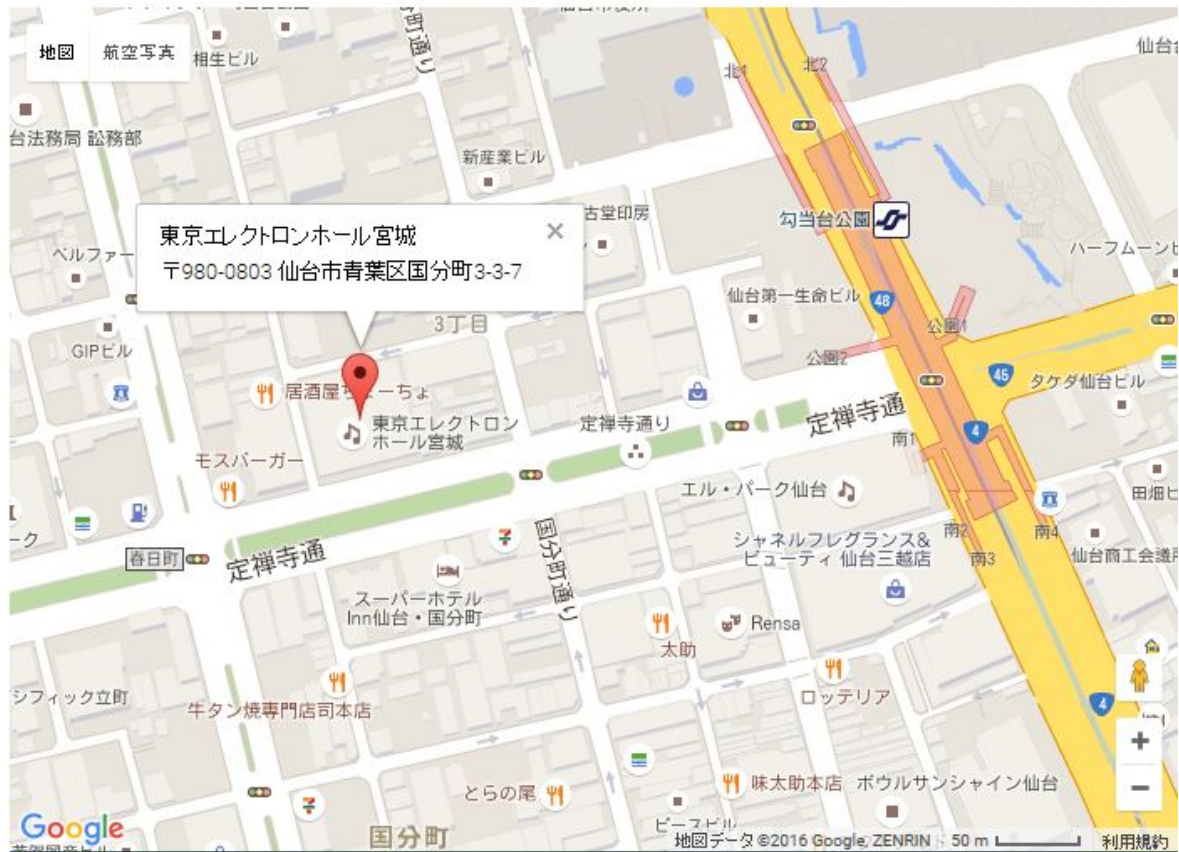 地図
航空写真
相生ビル
台法務局 訟務部
新産業ビル
北1
北2
古堂印房
勾当台公園
東京エレクトロンホール宮城
〒980-0803 仙台市青葉区国分町3-3-7
ベルファー
ハーフムーンビ
48
仙台第一生命ビル
公園1
公園2
3丁目
GIPビル
45
タケダ仙台ビル
居酒屋ちょーちょ
東京エレクトロン
ホール宮城
定禅寺通り
定禅寺通
4
南1
モスバーガー
エル・パーク仙台
田畑ビ
ーク
春日町
定禅寺通
国分町通り
シャネルフレグランス&
ビューティ 仙台三越店
南2
南3
南4
仙台商工会議所
スーパーホテル
Inn仙台・国分町
Rensa
太助
シフィック立町
牛タン焼専門店司本店
ロッテリア
4
とらの尾
味太助本店
ボウルサンシャイン仙台
ピースビル
国分町
Google
地図データ ©2016 Google, ZENRIN
50 m
利用規約